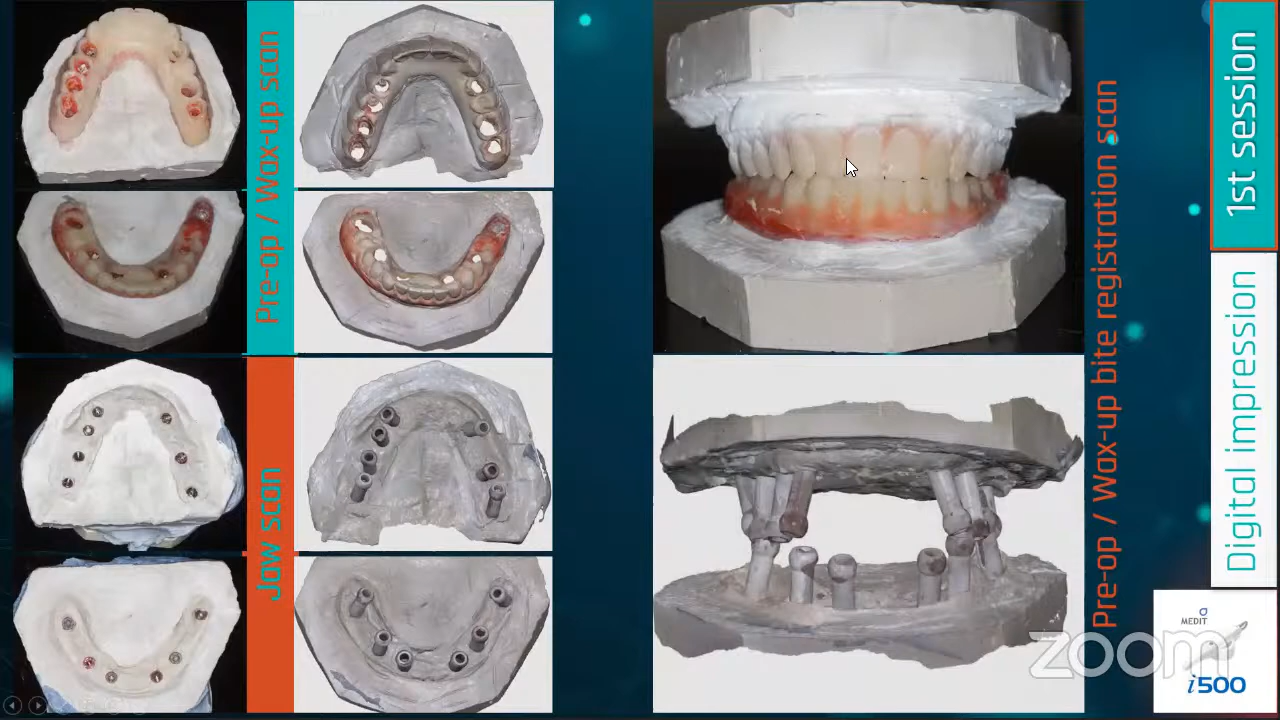 Pre-op / Wax-up scan
Jaw scan
Pre-op / Wax-up bite registration scan
1st session
Digital impression
MEDIT
i500
zoom